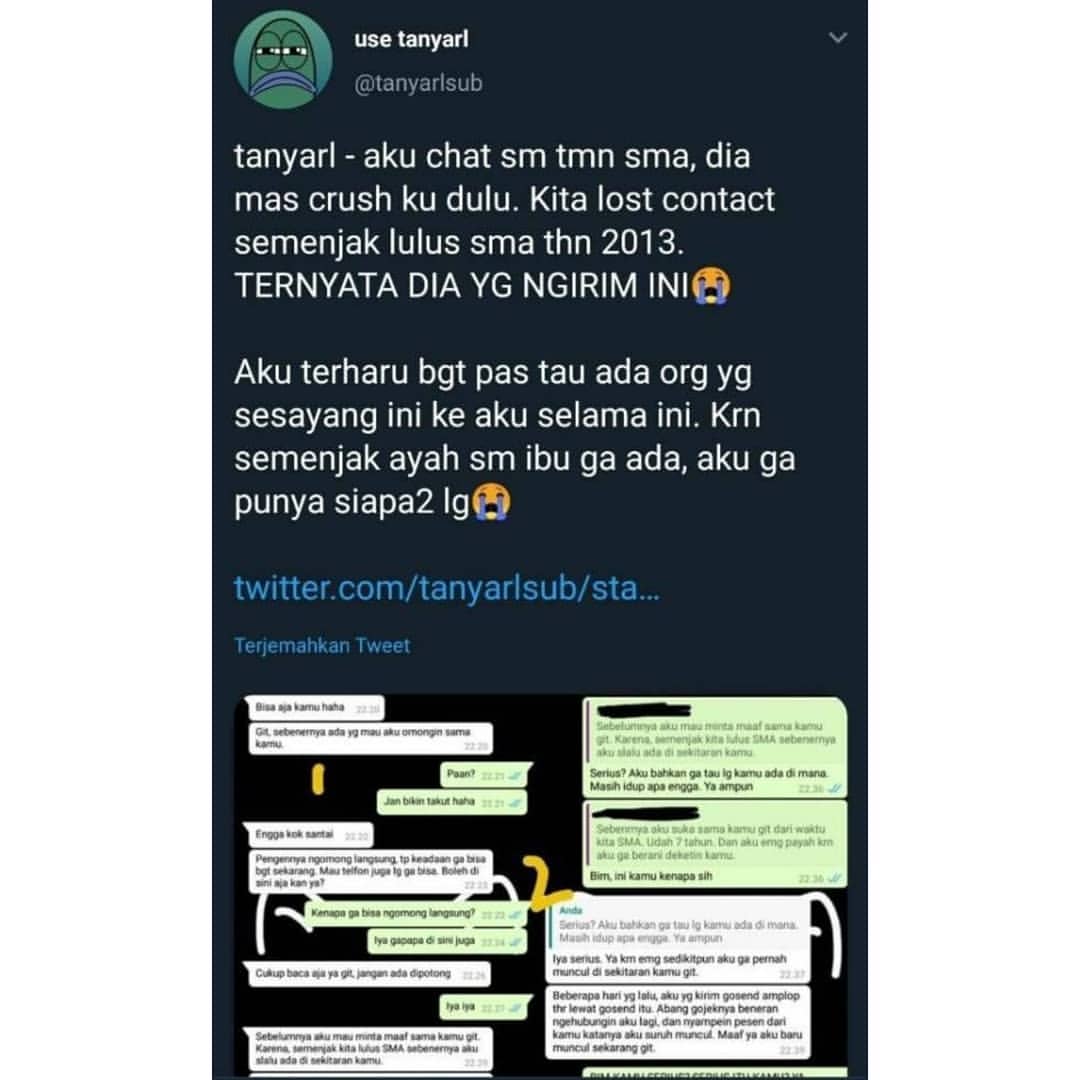 use tanyarl
@tanyarlsub
tanyarl - aku chat sm tmn sma, dia
mas crush ku dulu. Kita lost contact
semenjak lulus sma thn 2013.
TERNYATA DIA YG NGIRIM INI😭
Aku terharu bgt pas tau ada org yg
sesayang ini ke aku selama ini. Krn
semenjak ayah sm ibu ga ada, aku ga
punya siapa2 lg😭
twitter.com/tanyarlsub/sta...
Terjemahkan Tweet
Bisa aja kamu haha 22.20
Git, sebenernya ada yg mau aku omongin sama
kamu. 22.20
1
Paan? 22.21
Jan bikin takut haha 22.21
Engga kok santai 22.22
Pengennya ngomong langsung, tp keadaan ga bisa
bgt sekarang. Mau telfon juga lg ga bisa. Boleh di
sini aja kan ya? 22.23
Kenapa ga bisa ngomong langsung? 22.23
Iya gapapa di sini juga 22.24
Cukup baca aja ya git, jangan ada dipotong 22.26
Iya iya 22.27
Sebelumnya aku mau minta maaf sama kamu git.
Karena, semenjak kita lulus SMA sebenernya aku
slalu ada di sekitaran kamu. 22.29
Sebelumnya aku mau minta maaf sama kamu
git. Karena, semenjak kita lulus SMA sebenernya
aku slalu ada di sekitaran kamu.
Serius? Aku bahkan ga tau lg kamu ada di mana.
Masih idup apa engga. Ya ampun 22.36
Sebenrnya aku suka sama kamu git dari waktu
kita SMA. Udah 7 tahun. Dan aku emg payah krn
aku ga berani deketin kamu.
Bim, ini kamu kenapa sih 22.36
2
Anda
Serius? Aku bahkan ga tau lg kamu ada di mana.
Masih idup apa engga. Ya ampun
Iya serius. Ya krn emg sedikitpun aku ga pernah
muncul di sekitaran kamu git. 22.37
Beberapa hari yg lalu, aku yg kirim gosend amplop
thr lewat gosend itu. Abang gojeknya beneran
ngehubungin aku lagi, dan nyampein pesen dari
kamu katanya aku suruh muncul. Maaf ya aku baru
muncul sekarang git. 22.39
BIM KAMU SERIUS? SERIUS ITU KAMU? YA